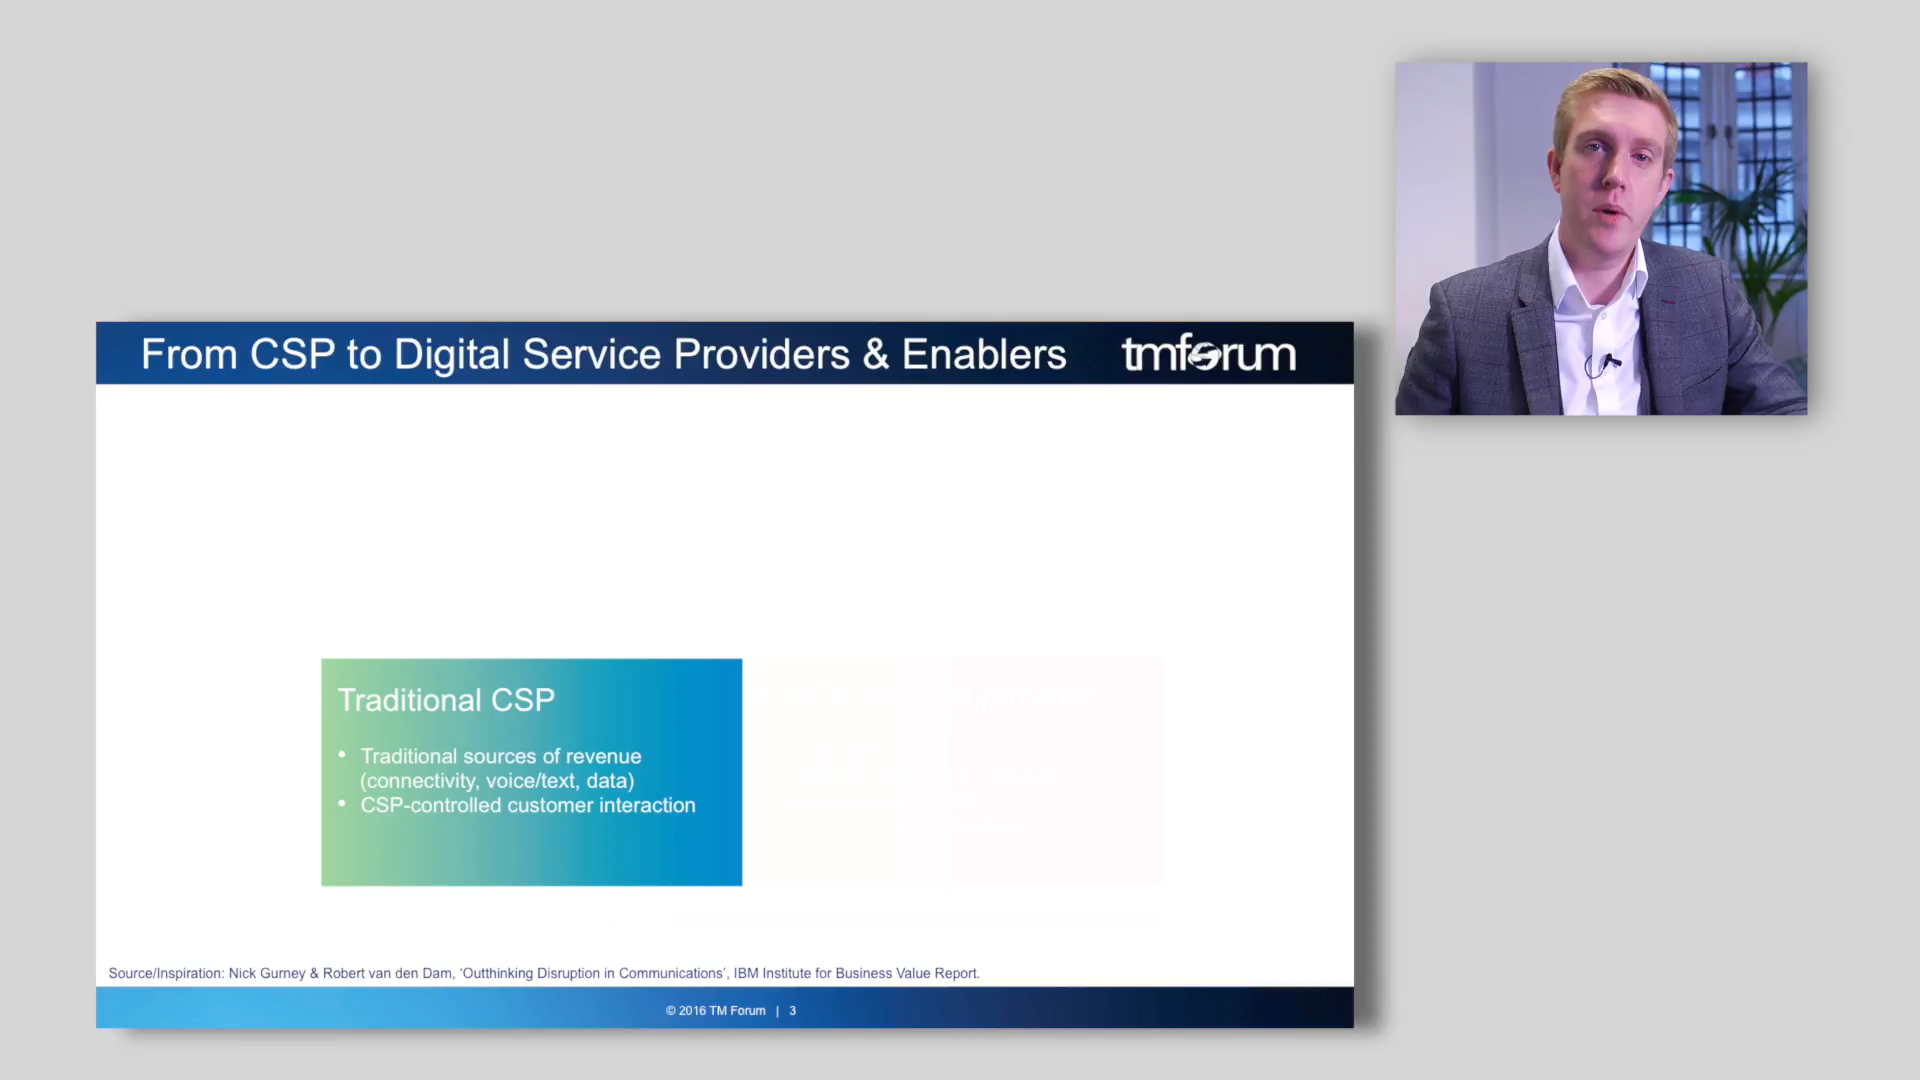 From CSP to Digital Service Providers & Enablers
tmforum
Traditional CSP
• Traditional sources of revenue
(connectivity, voice/text, data)
• CSP-controlled customer interaction
Source/Inspiration: Nick Gurney & Robert van den Dam, ‘Outthinking Disruption in Communications’, IBM Institute for Business Value Report.
© 2016 TM Forum | 3